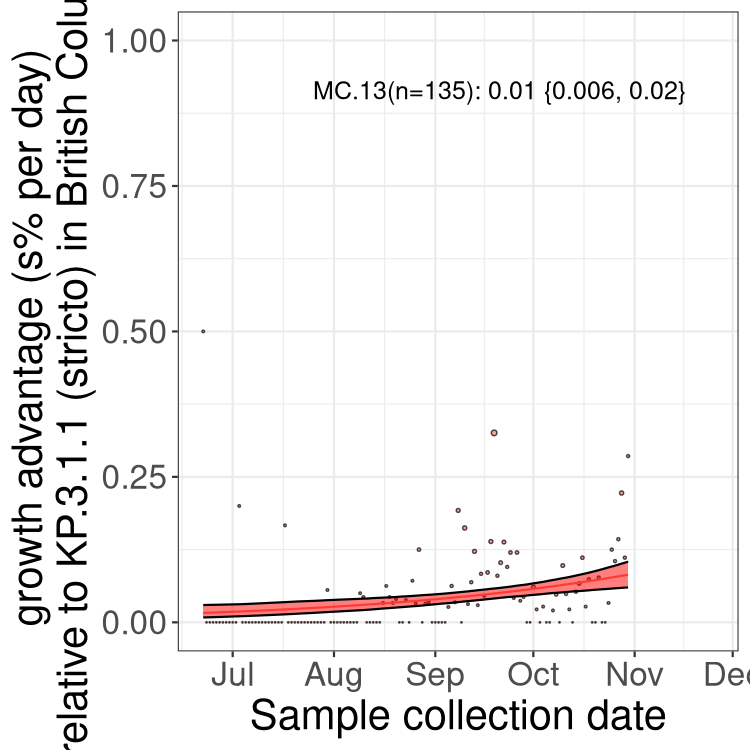 growth advantage (s% per day)
relative to KP.3.1.1 (stricto) in British Colu
1.00
0.75
0.50
0.25
0.00
MC.13(n=135): 0.01 {0.006, 0.02}
Jul Aug Sep Oct Nov Dec
Sample collection date